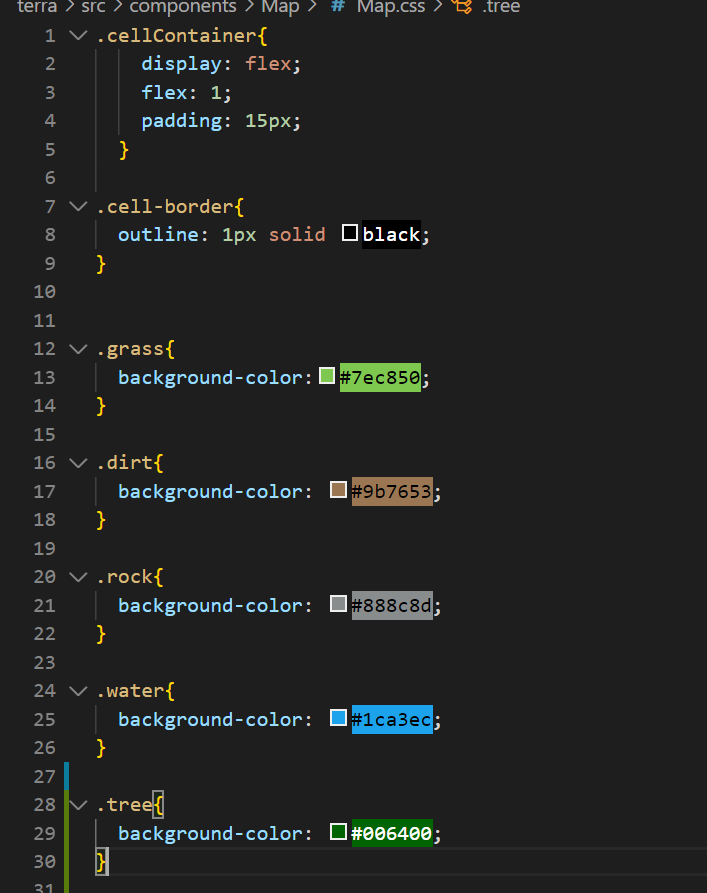 terra > src > components > Map > # Map.css > .tree
1 .cellContainer{
2 display: flex;
3 flex: 1;
4 padding: 15px;
5 }
6
7 .cell-border{
8 outline: 1px solid black;
9 }
10
11
12 .grass{
13 background-color:#7ec850;
14 }
15
16 .dirt{
17 background-color: #9b7653;
18 }
19
20 .rock{
21 background-color: #888c8d;
22 }
23
24 .water{
25 background-color: #1ca3ec;
26 }
27
28 .tree{
29 background-color: #006400;
30 }
31